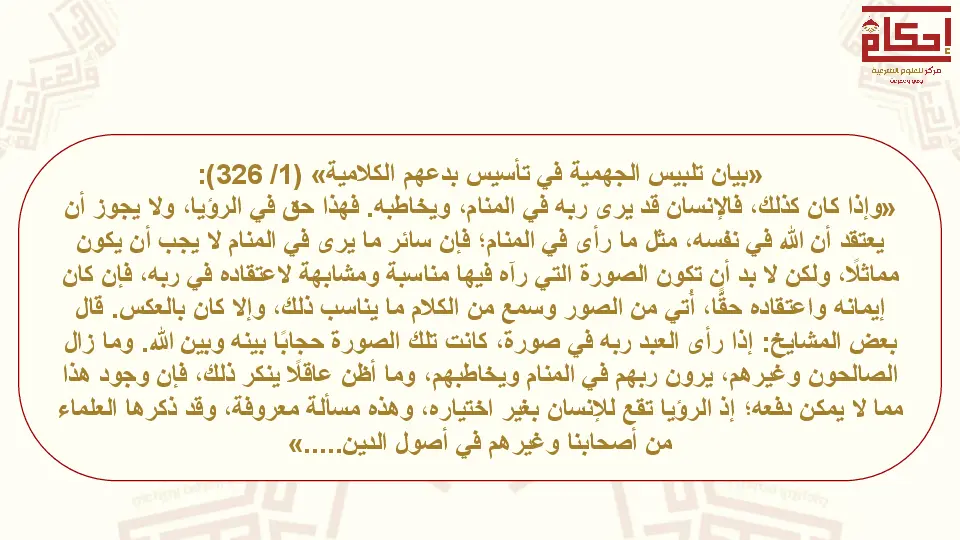 إحكام
مركز للعلوم الشرعية
«بيان تلبيس الجهمية في تأسيس بدعهم الكلامية» (1/ 326):
«وإذا كان كذلك، فالإنسان قد يرى ربه في المنام، ويخاطبه. فهذا حق في الرؤيا، ولا يجوز أن
يعتقد أن الله في نفسه، مثل ما رأى في المنام؛ فإن سائر ما يرى في المنام لا يجب أن يكون
مماثلًا، ولكن لا بد أن تكون الصورة التي رآه فيها مناسبة ومشابهة لاعتقاده في ربه، فإن كان
إيمانه واعتقاده حقًّا، أُتي من الصور وسمع من الكلام ما يناسب ذلك، وإلا كان بالعكس. قال
بعض المشايخ: إذا رأى العبد ربه في صورة، كانت تلك الصورة حجابًا بينه وبين الله. وما زال
الصالحون وغيرهم، يرون ربهم في المنام ويخاطبهم، وما أظن عاقلًا ينكر ذلك، فإن وجود هذا
مما لا يمكن دفعه؛ إذ الرؤيا تقع للإنسان بغير اختياره، وهذه مسألة معروفة، وقد ذكرها العلماء
من أصحابنا وغيرهم في أصول الدين.....»